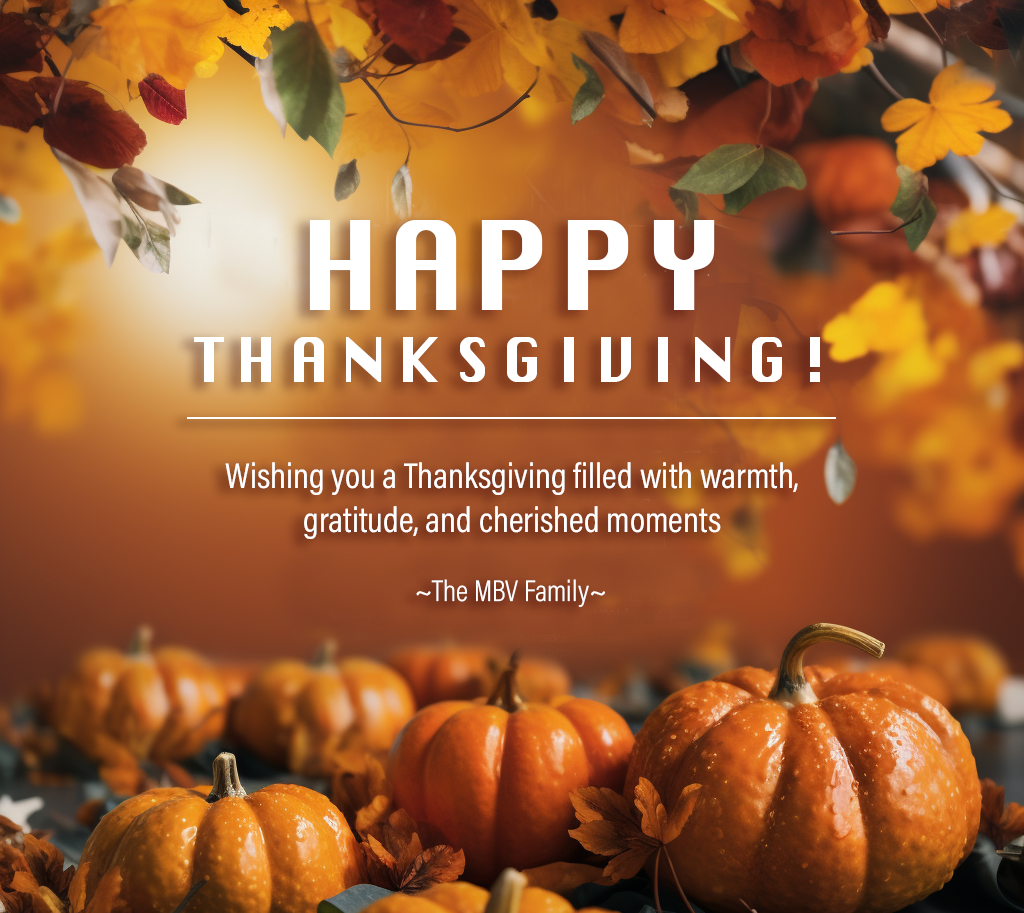 HAPPY
THANKSGIVING!
Wishing you a Thanksgiving filled with warmth,
gratitude, and cherished moments
~The MBV Family~